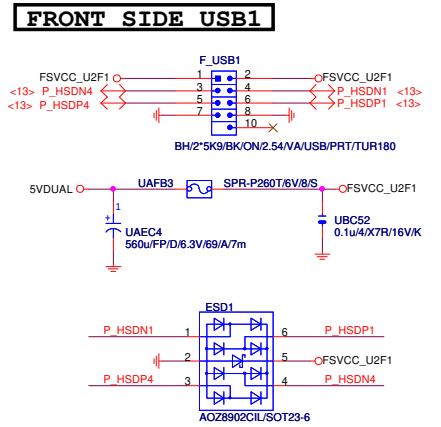 FRONT SIDE USB1
F_USB1
FSVCC_U2F1 1 2 FSVCC_U2F1
<13> P_HSDN4 3 4 P_HSDN1 <13>
<13> P_HSDP4 5 6 P_HSDP1 <13>
7 8
10
BH/2*5K9/BK/ON/2.54/VA/USB/PRT/TUR180
5VDUAL UAFB3 SPR-P260T/6V/8/S FSVCC_U2F1
1
+
UAEC4
560u/FP/D/6.3V/69/A/7m
UBC52
0.1u/4/X7R/16V/K
ESD1
P_HSDN1 1 6 P_HSDP1
2 5 FSVCC_U2F1
P_HSDP4 3 4 P_HSDN4
AOZ8902CIL/SOT23-6